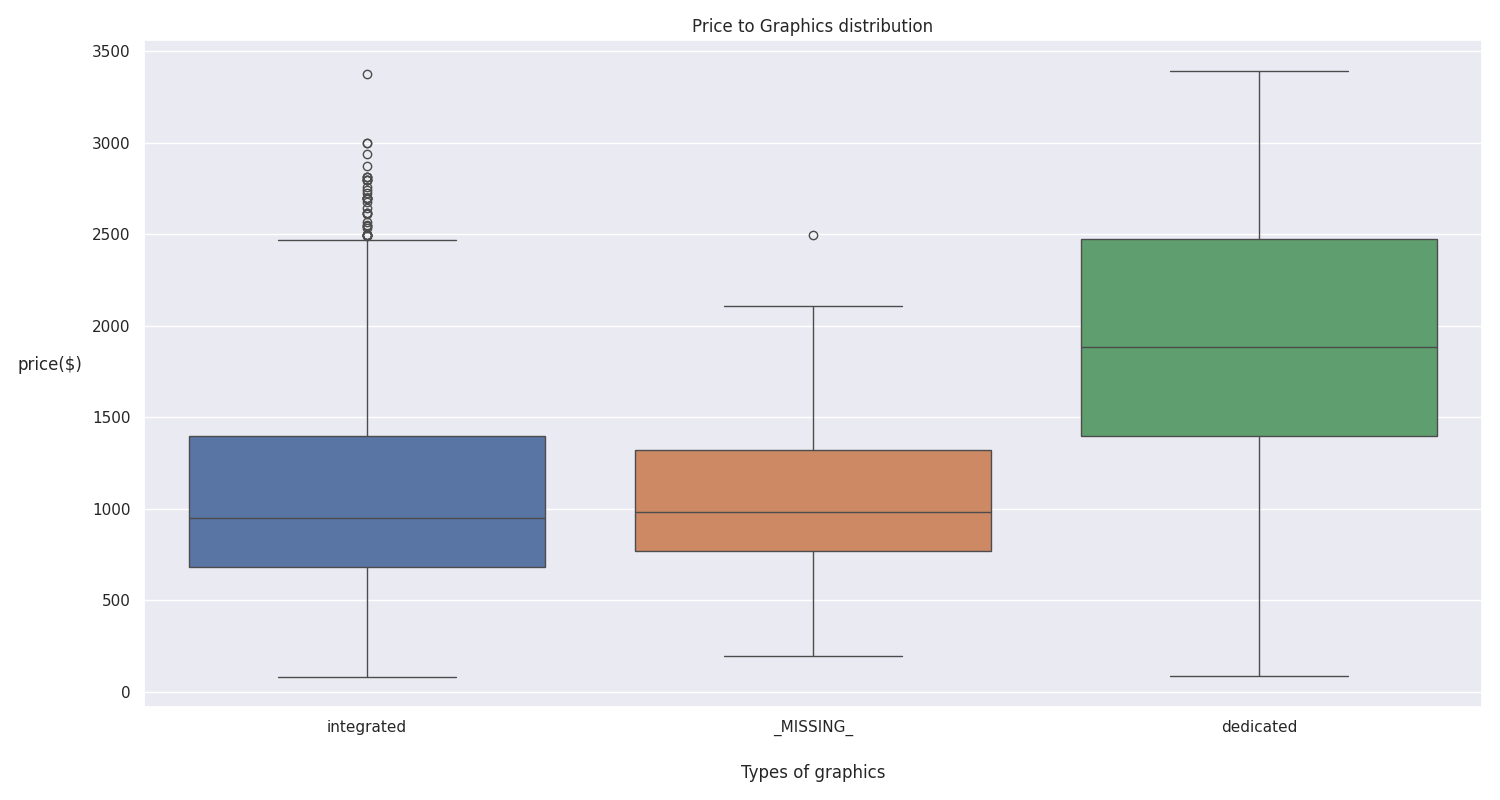 Price to Graphics distribution
3500
3000
2500
2000
price($)
1500
1000
500
0
integrated
_MISSING_
dedicated
Types of graphics